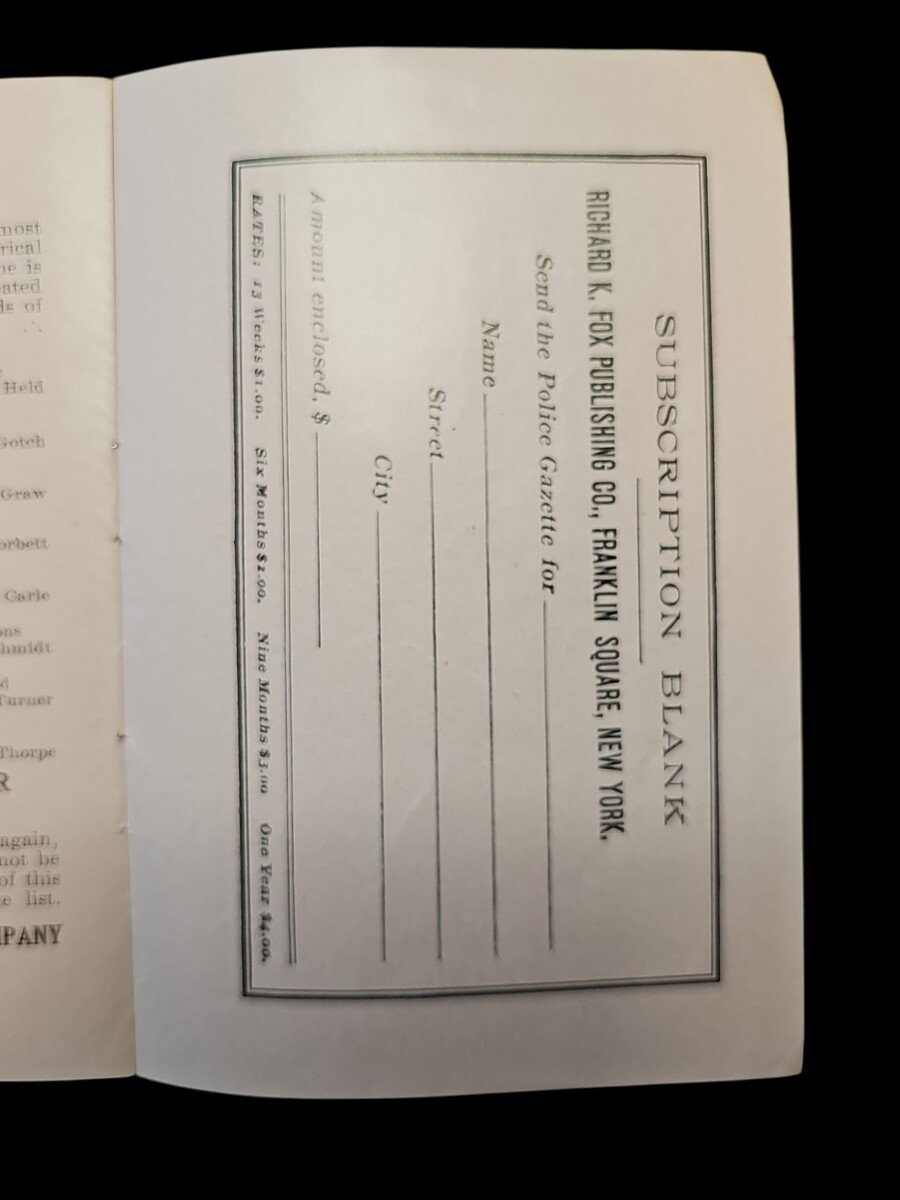 most
rical
is
ated
of
Held
Gotch
Graw
orbett
Carle
ons
hmidt
d
Turner
Thorpe
R
again,
not be
of this
list.
MPANY
SUBSCRIPTION BLANK
RICHARD K. FOX PUBLISHING CO., FRANKLIN SQUARE, NEW YORK.
Send the Police Gazette for
Name
Street
City
Amount enclosed, $
RATES: 13 Weeks $1.00. Six Months $2.00. Nine Months $3.00 One Year $4.00.